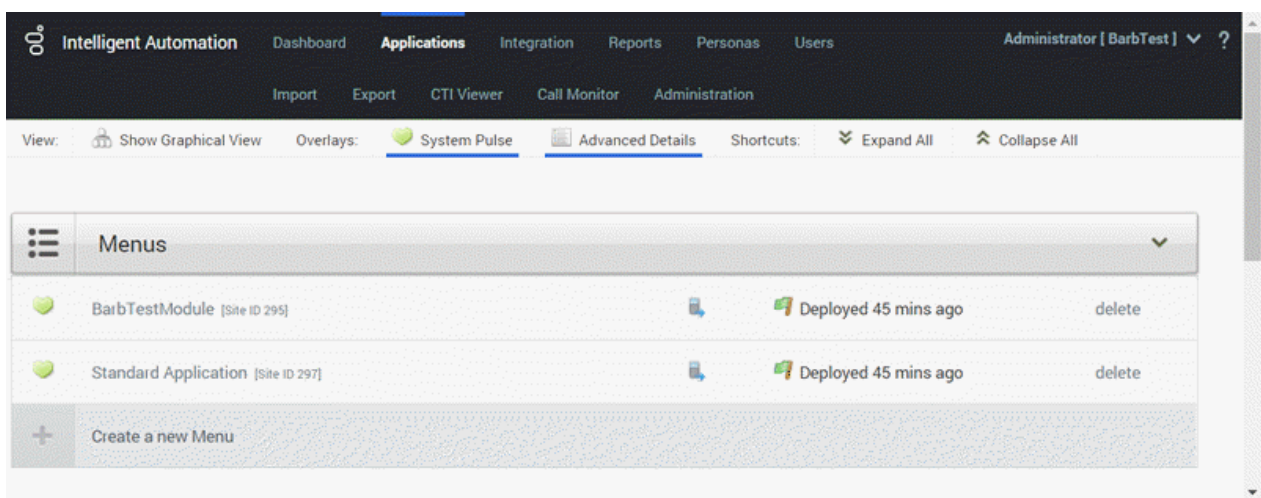 Intelligent Automation Dashboard Applications Integration Reports Personas Users Administrator [ BarbTest ] ?
Import Export CTI Viewer Call Monitor Administration
View: Show Graphical View Overlays: System Pulse Advanced Details Shortcuts: Expand All Collapse All
Menus
BarbTestModule [Site ID 295] Deployed 45 mins ago delete
Standard Application [Site ID 297] Deployed 45 mins ago delete
Create a new Menu